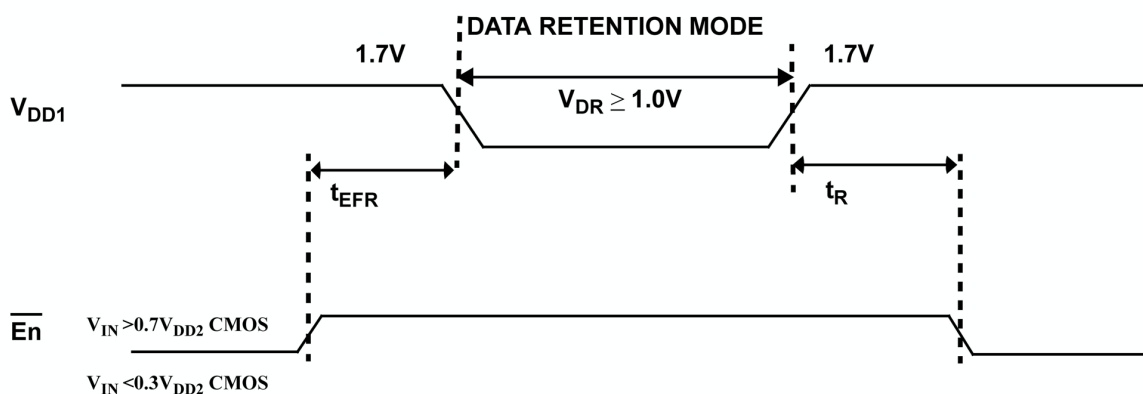 DATA RETENTION MODE
1.7V
1.7V
VDD1
VDR ≥ 1.0V
tEFR
tR
En
VIN >0.7VDD2 CMOS
VIN <0.3VDD2 CMOS